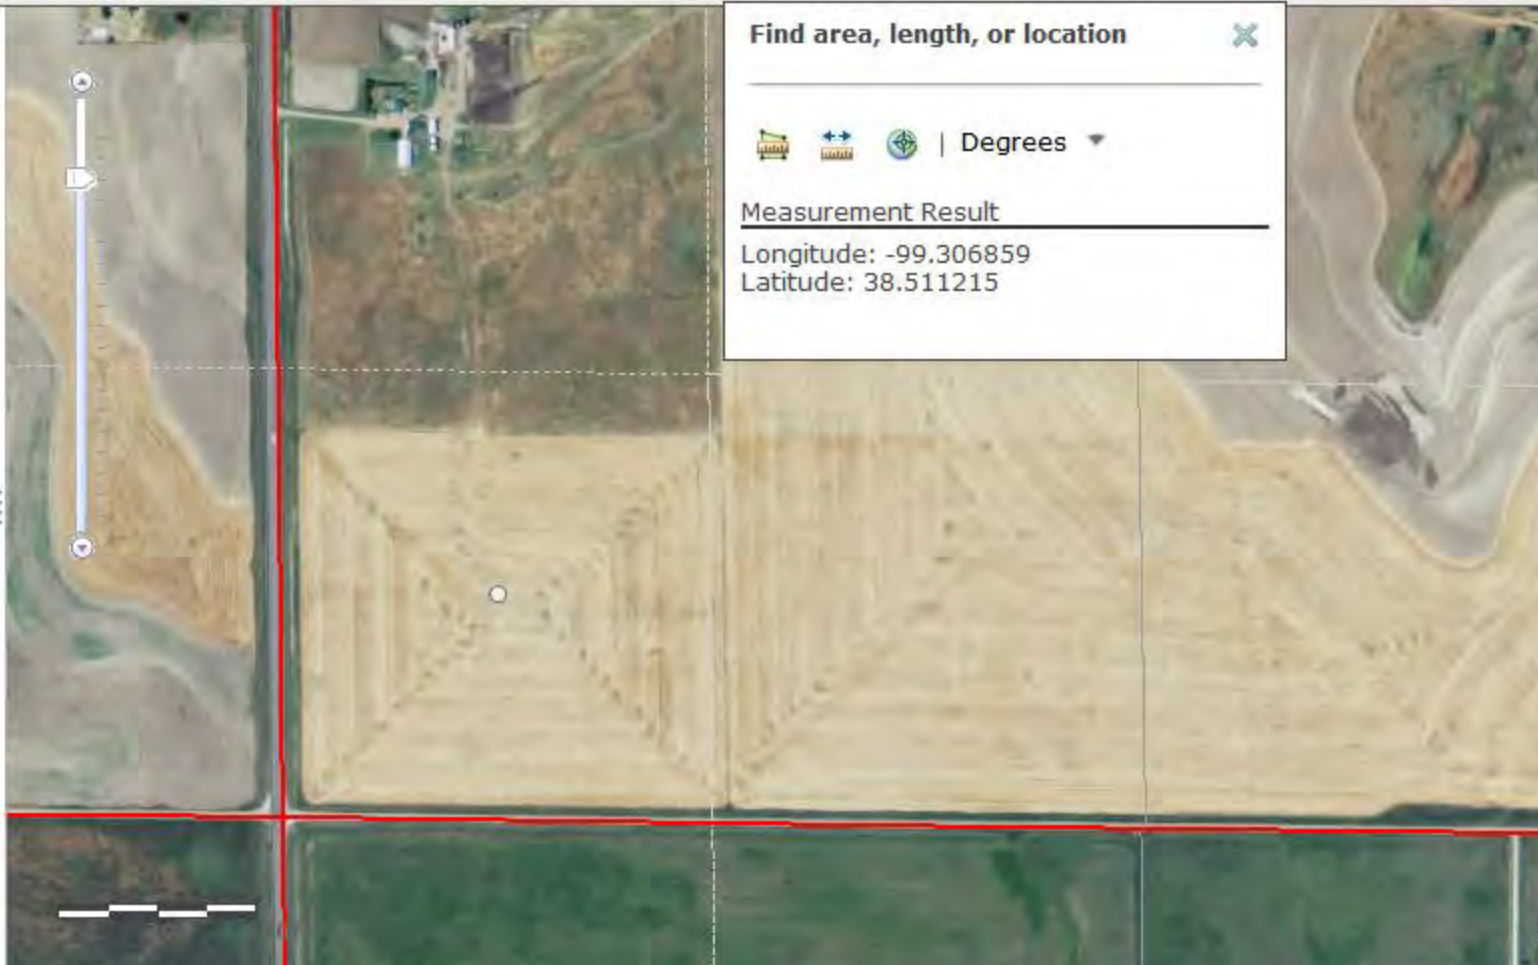 Find area, length, or location
| Degrees
Measurement Result
Longitude: -99.306859
Latitude: 38.511215